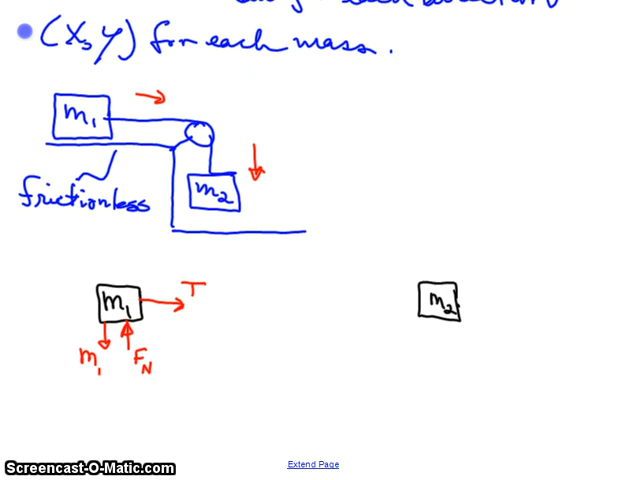 (X, Y) for each mass.
m1
m2
frictionless
m1
T
m1
FN
m2
Extend Page
Screencast-O-Matic.com